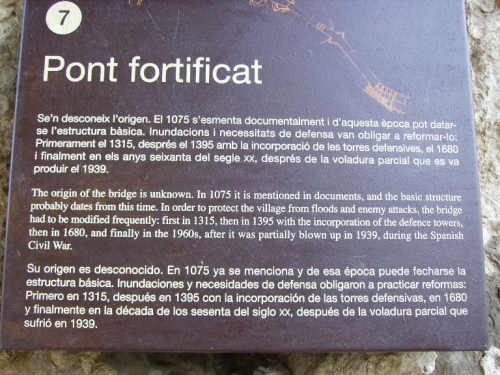 7
Pont fortificat
Se'n desconeix l'origen. El 1075 s'esmenta documentalment i d'aquesta època pot datar-
se l'estructura bàsica. Inundacions i necessitats de defensa van obligar a reformar-lo:
Primerament el 1315, després el 1395 amb la incorporació de les torres defensives, el 1680
i finalment en els anys seixanta del segle XX, després de la voladura parcial que es va
produir el 1939.
The origin of the bridge is unknown. In 1075 it is mentioned in documents, and the basic structure
probably dates from this time. In order to protect the village from floods and enemy attacks, the bridge
had to be modified frequently: first in 1315, then in 1395 with the incorporation of the defence towers,
then in 1680, and finally in the 1960s, after it was partially blown up in 1939, during the Spanish
Civil War.
Su origen es desconocido. En 1075 ya se menciona y de esa época puede fecharse la
estructura básica. Inundaciones y necesidades de defensa obligaron a practicar reformas:
Primero en 1315, después en 1395 con la incorporación de las torres defensivas, en 1680
y finalmente en la década de los sesenta del siglo XX, después de la voladura parcial que
sufrió en 1939.